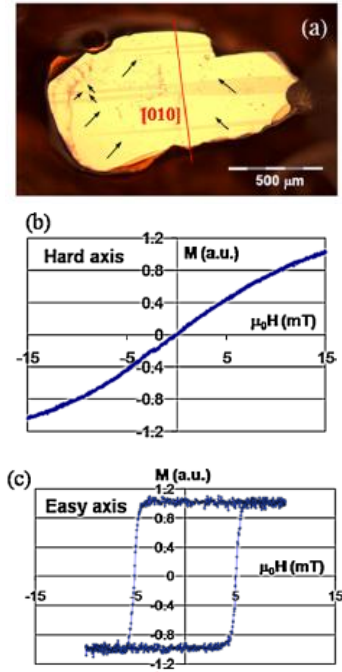 (a)
[010]
500 μm
(b)
Hard axis
M (a.u.)
1.2
0.8
0.4
μ₀H (mT)
0
-15 -5 5 15
-0.4
-0.8
-1.2
(c)
M (a.u.)
Easy axis
1.2
0.8
0.4
μ₀H (mT)
0
-15 -5 5 15
-0.4
-0.8
-1.2